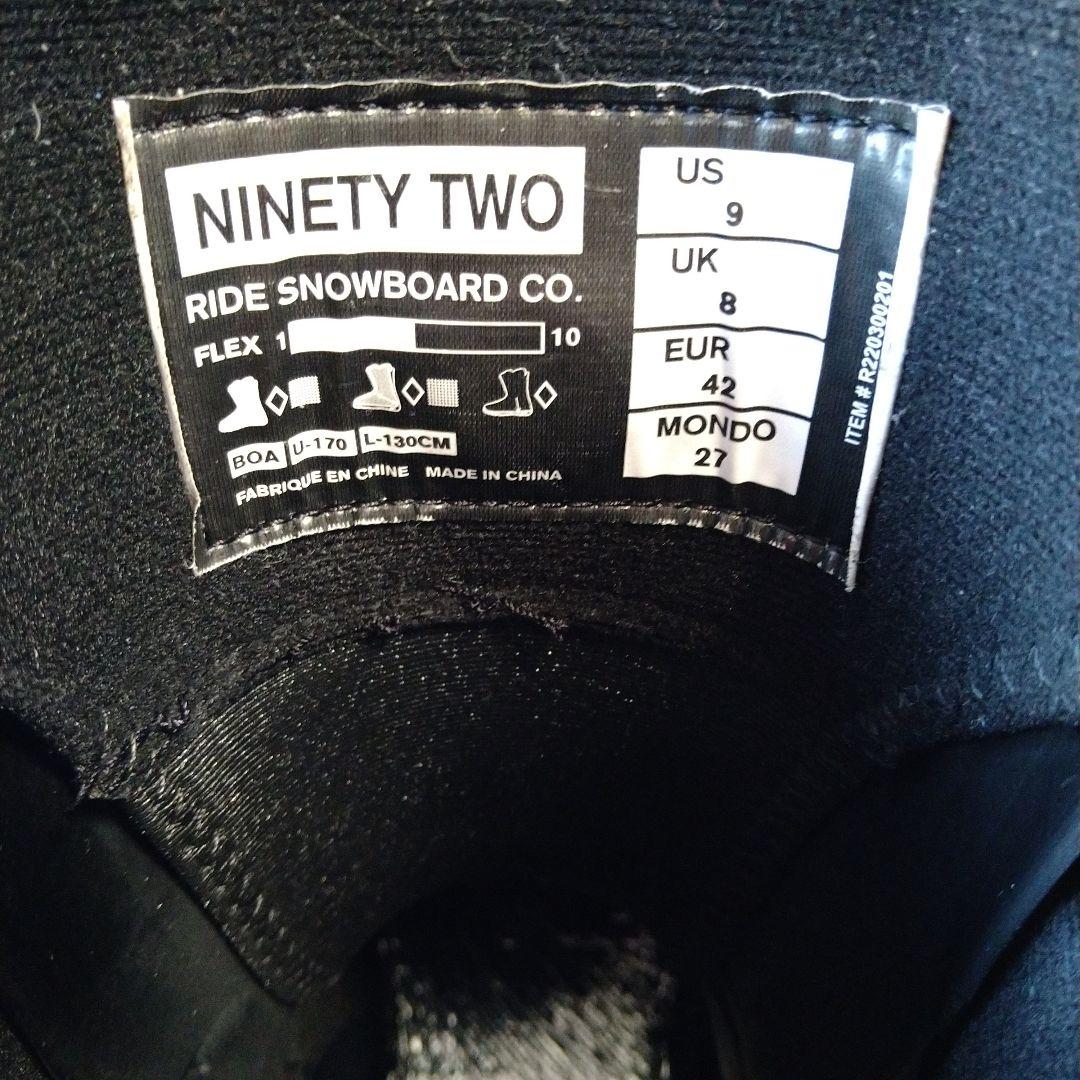 NINETY TWO
RIDE SNOWBOARD CO.
FLEX 1 10
BOA U-170 L-130CM
FABRIQUE EN CHINE MADE IN CHINA
US
9
UK
8
EUR
42
MONDO
27
ITEM # R220300201